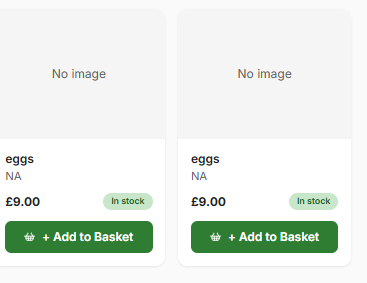 No image
eggs
NA
£9.00 In stock
+ Add to Basket
No image
eggs
NA
£9.00 In stock
+ Add to Basket